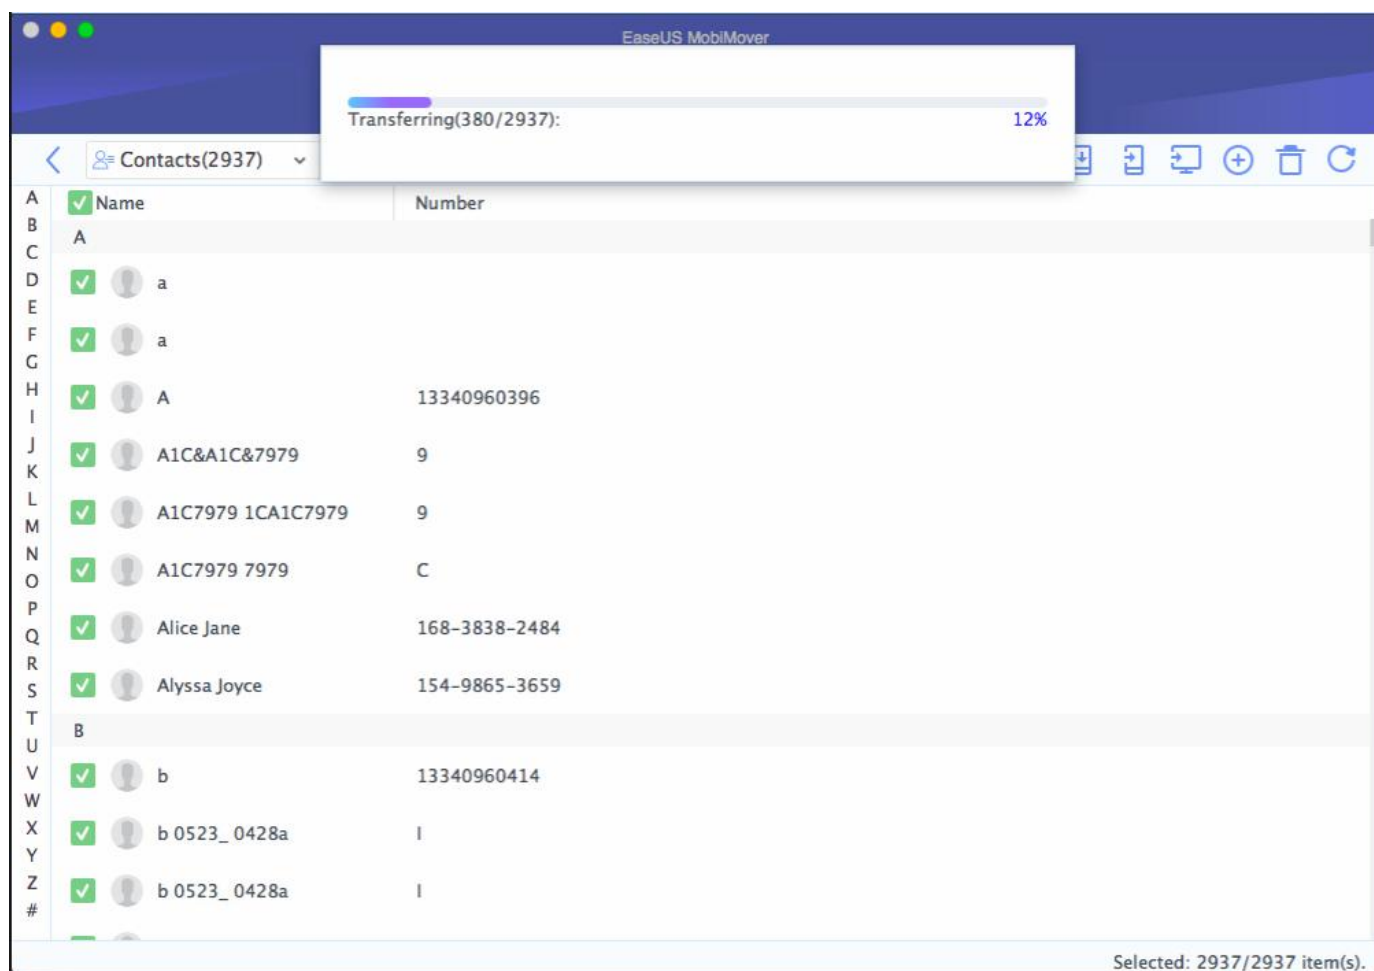 EaseUS MobiMover
Transferring(380/2937): 12%
Contacts(2937)
Name Number
A
a
a
A 13340960396
A1C&A1C&7979 9
A1C7979 1CA1C7979 9
A1C7979 7979 C
Alice Jane 168-3838-2484
Alyssa Joyce 154-9865-3659
B
b 13340960414
b 0523_ 0428a I
b 0523_ 0428a I
A
B
C
D
E
F
G
H
I
J
K
L
M
N
O
P
Q
R
S
T
U
V
W
X
Y
Z
#
Selected: 2937/2937 item(s).